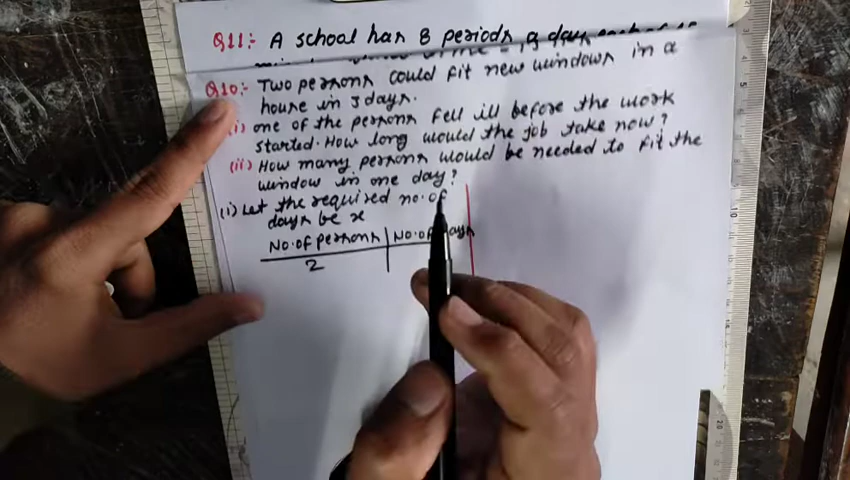 Q11:- A school has 8 periods a day each of
Q10:- Two persons could fit new windows in a
house in 3 days.
(i) one of the persons fell ill before the work
started. How long would the job take now?
(ii) How many persons would be needed to fit the
window in one day?
(i) Let the required no. of
days be x
No. of persons | No. of days
2